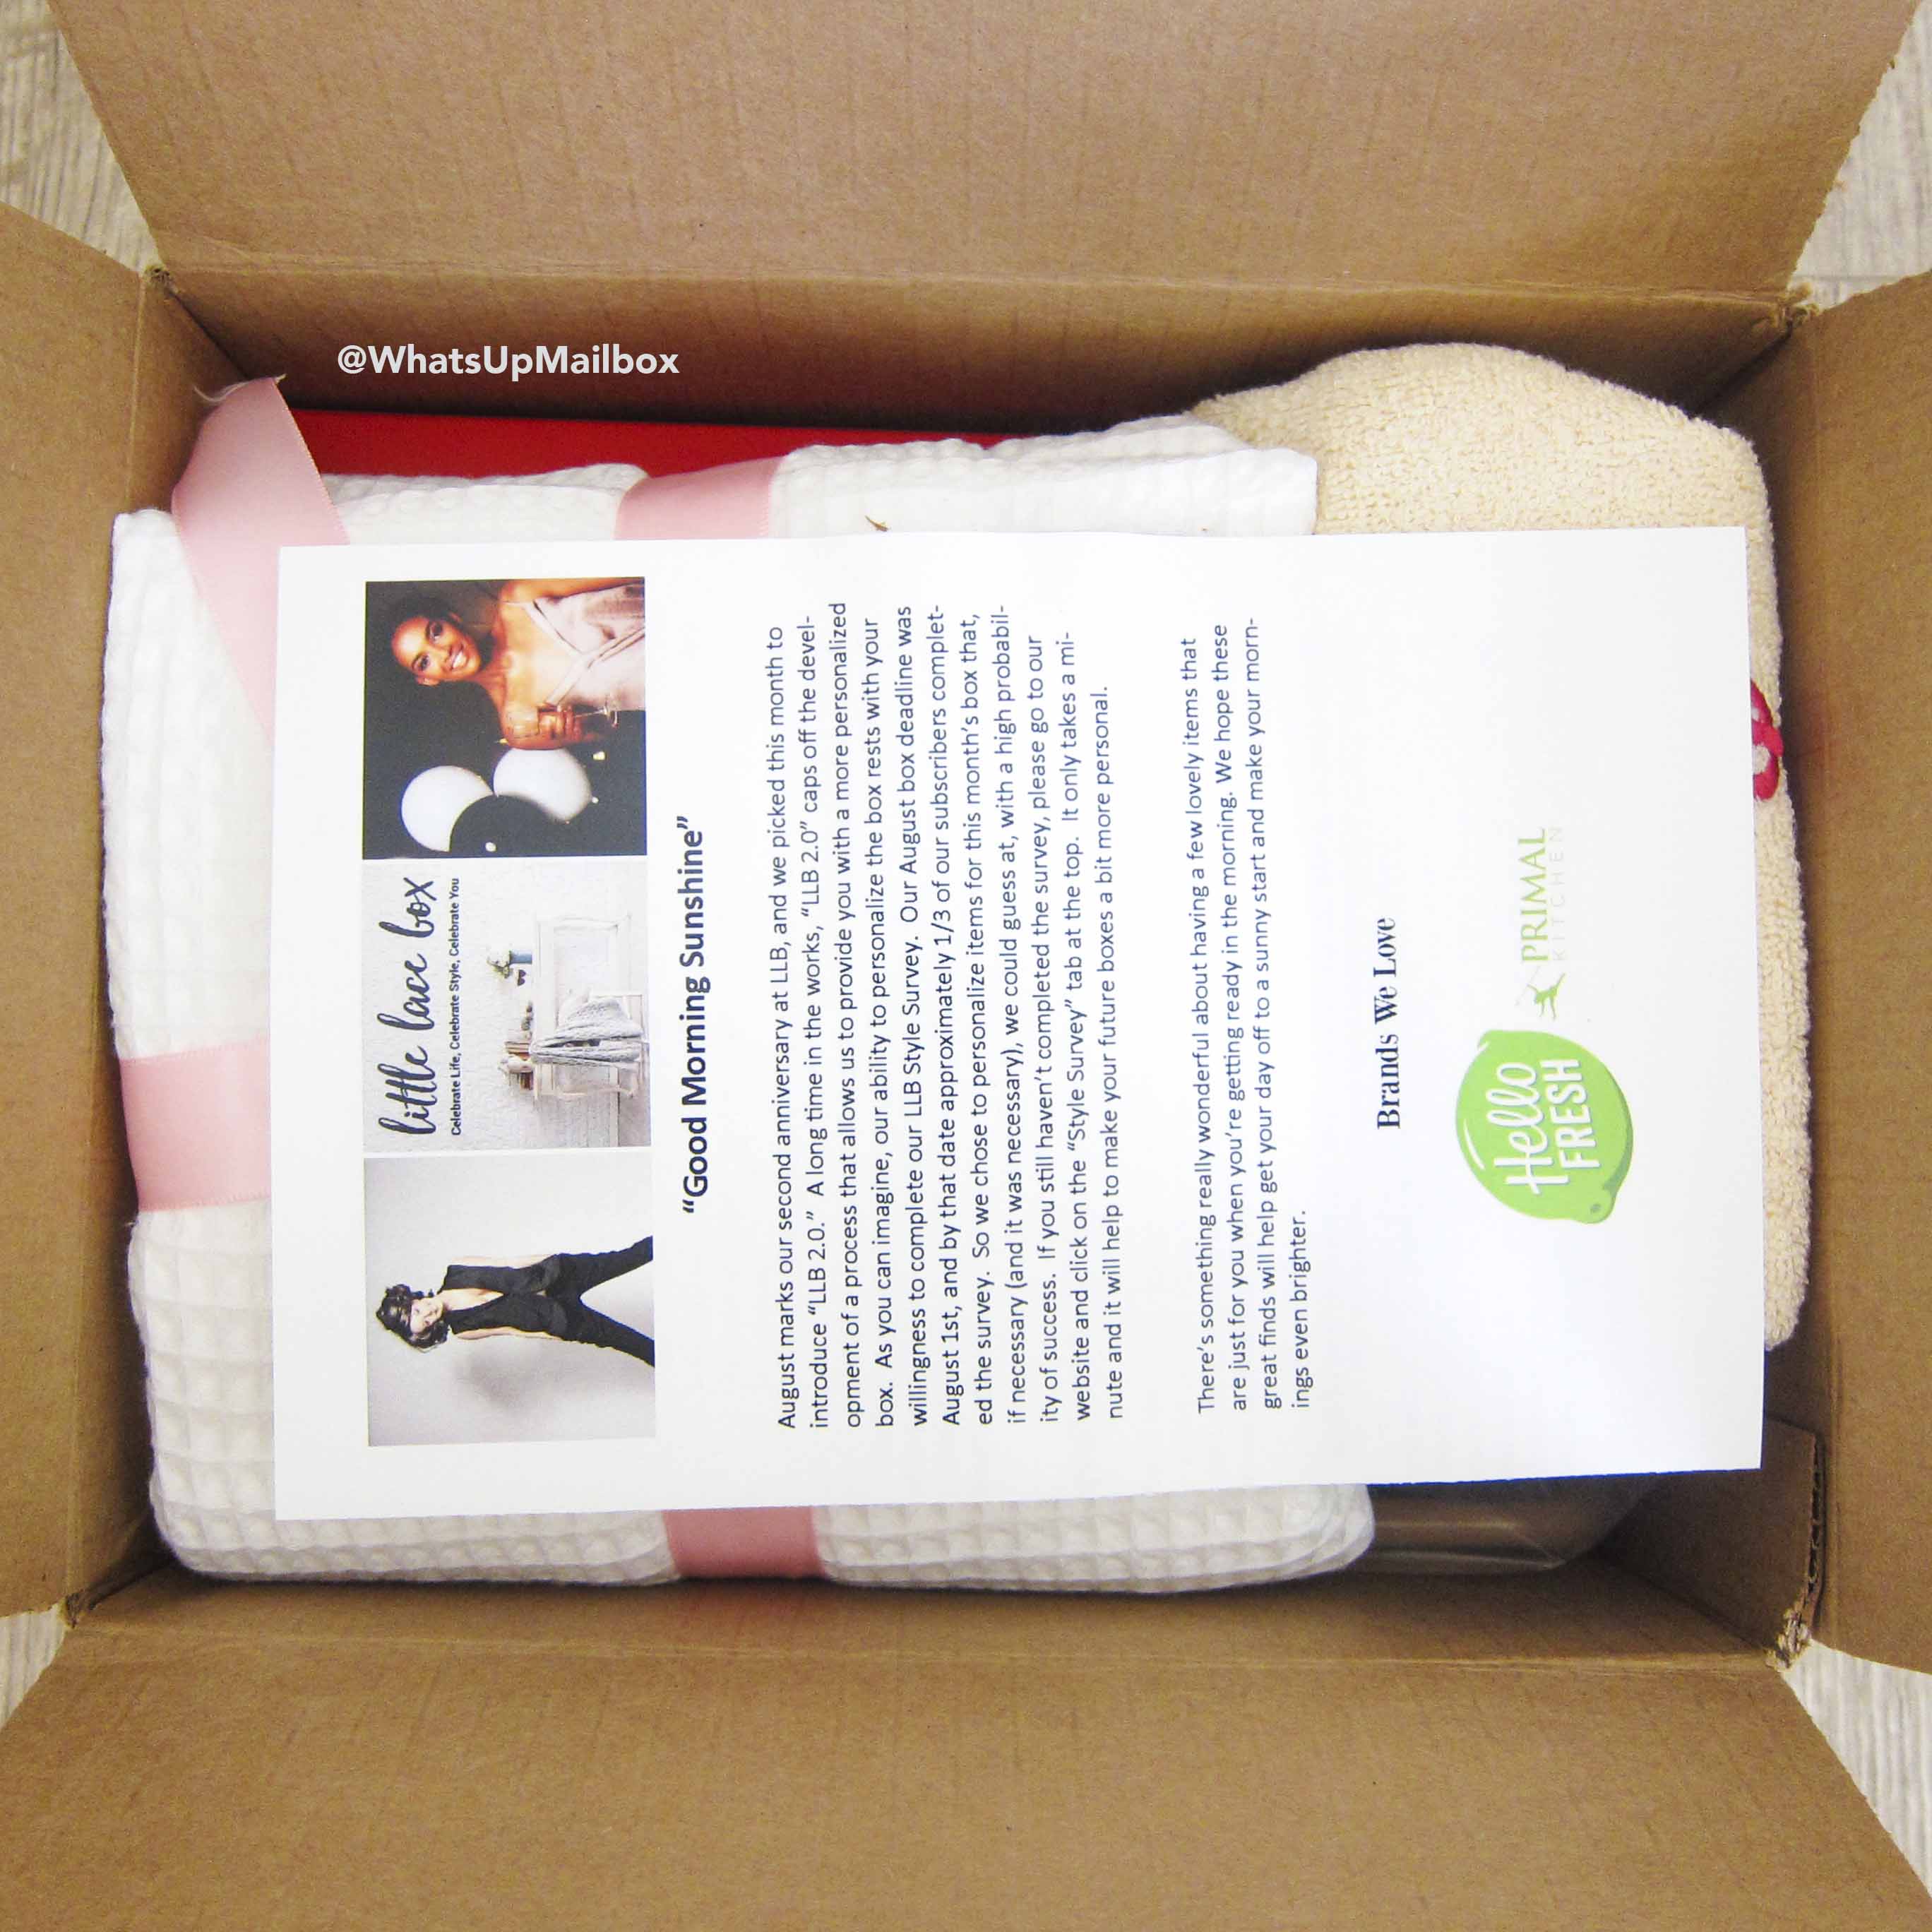 @WhatsUpMailbox
little lace box
Celebrate Life, Celebrate Style, Celebrate You
“Good Morning Sunshine”
August marks our second anniversary at LLB, and we picked this month to
introduce “LLB 2.0.” A long time in the works, “LLB 2.0” caps off the devel-
opment of a process that allows us to provide you with a more personalized
box. As you can imagine, our ability to personalize the box rests with your
willingness to complete our LLB Style Survey. Our August box deadline was
August 1st, and by that date approximately 1/3 of our subscribers complet-
ed the survey. So we chose to personalize items for this month's box that,
if necessary (and it was necessary), we could guess at, with a high probabil-
ity of success. If you still haven't completed the survey, please go to our
website and click on the “Style Survey” tab at the top. It only takes a mi-
nute and it will help to make your future boxes a bit more personal.
There's something really wonderful about having a few lovely items that
are just for you when you're getting ready in the morning. We hope these
great finds will help get your day off to a sunny start and make your morn-
ings even brighter.
Brands We Love
Hello
FRESH
PRIMAL
KITCHEN